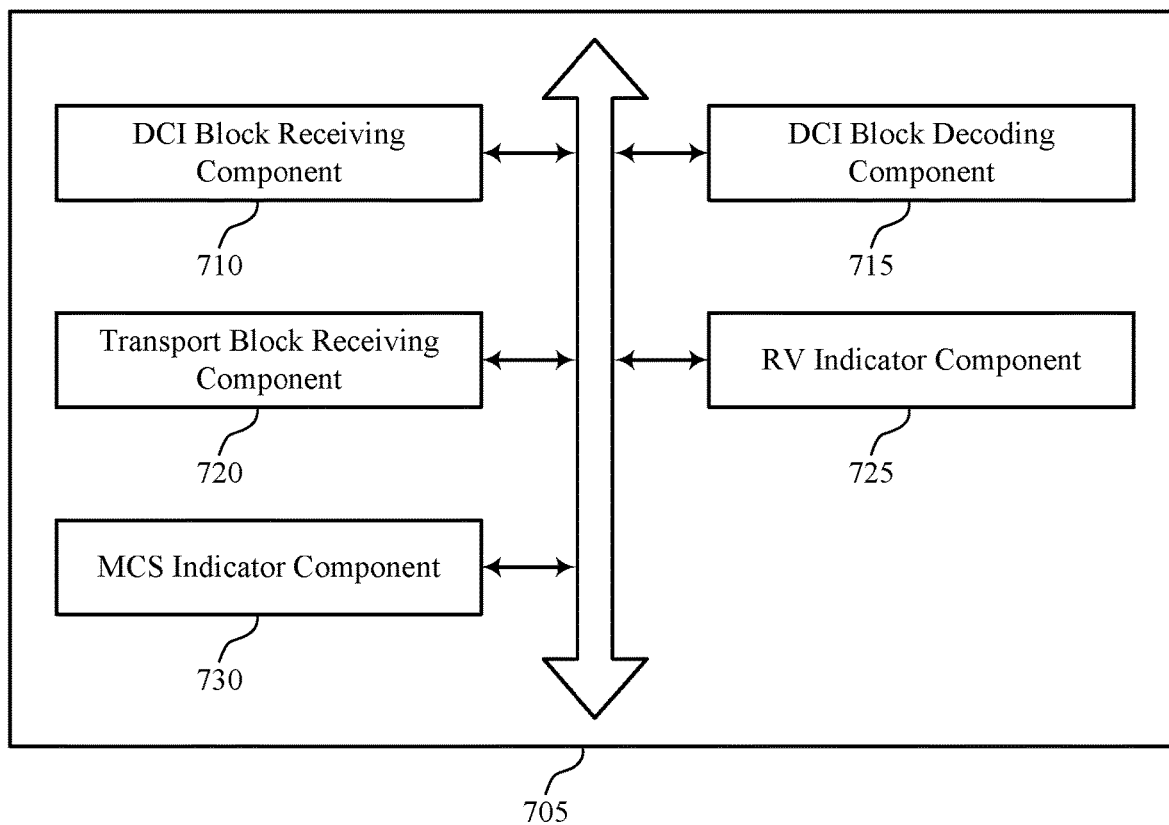 DCI Block Receiving
Component
710
DCI Block Decoding
Component
715
Transport Block Receiving
Component
720
RV Indicator Component
725
MCS Indicator Component
730
705